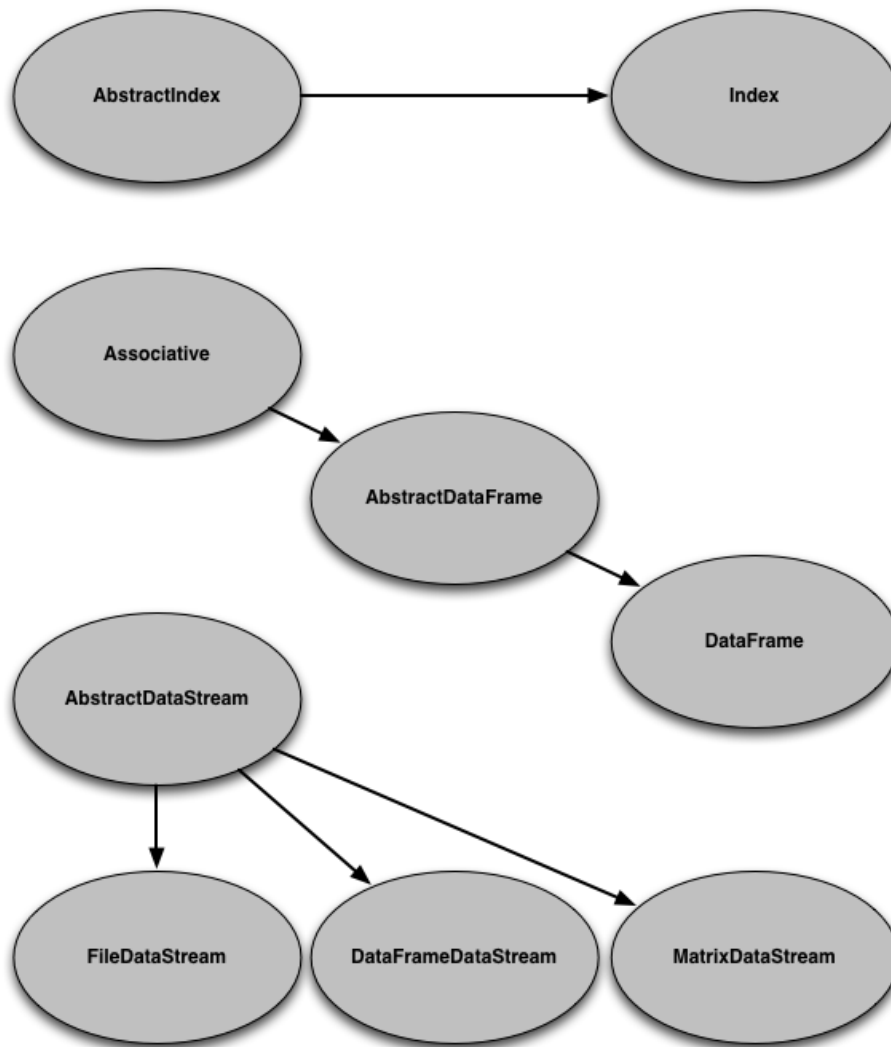 AbstractIndex
Index
Associative
AbstractDataFrame
DataFrame
AbstractDataStream
FileDataStream
DataFrameDataStream
MatrixDataStream